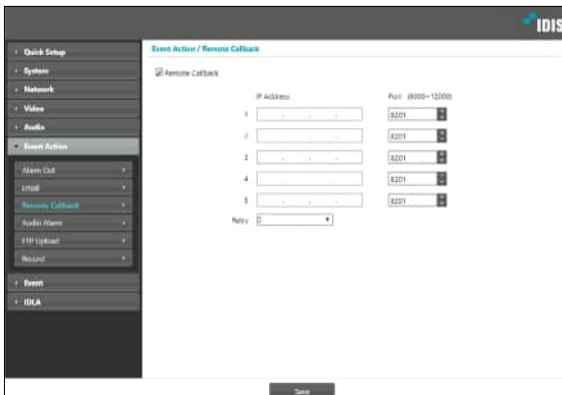 IDIS
Quick Setup
System
Network
Video
Audio
Event Action
Alarm Out
Email
Remote Callback
Audio Alarm
FTP Upload
Record
Event
IDLA
Event Action / Remote Callback
Remote Callback
IP Address Port (8000~12000)
1 . . . 8201
2 . . . 8201
3 . . . 8201
4 . . . 8201
5 . . . 8201
Retry 0
Save